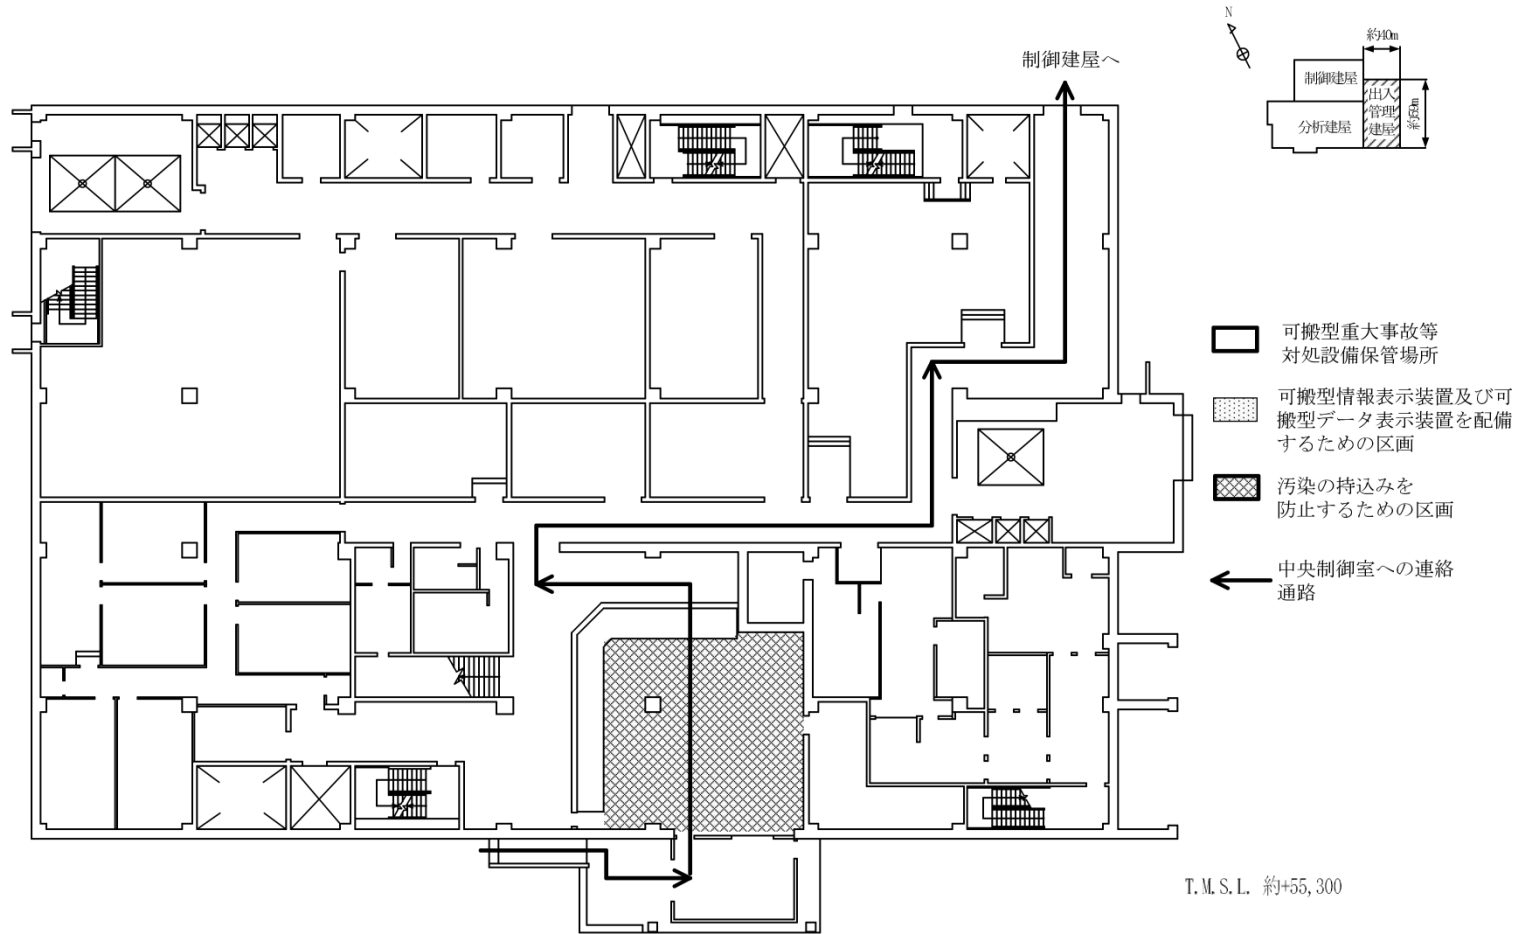 制御建屋へ
N
約40m
制御建屋
出入
管理
建屋
分析建屋
約59m
可搬型重大事故等
対処設備保管場所
可搬型情報表示装置及び可
搬型データ表示装置を配備
するための区画
汚染の持込みを
防止するための区画
中央制御室への連絡
通路
T.M.S.L. 約+55,300